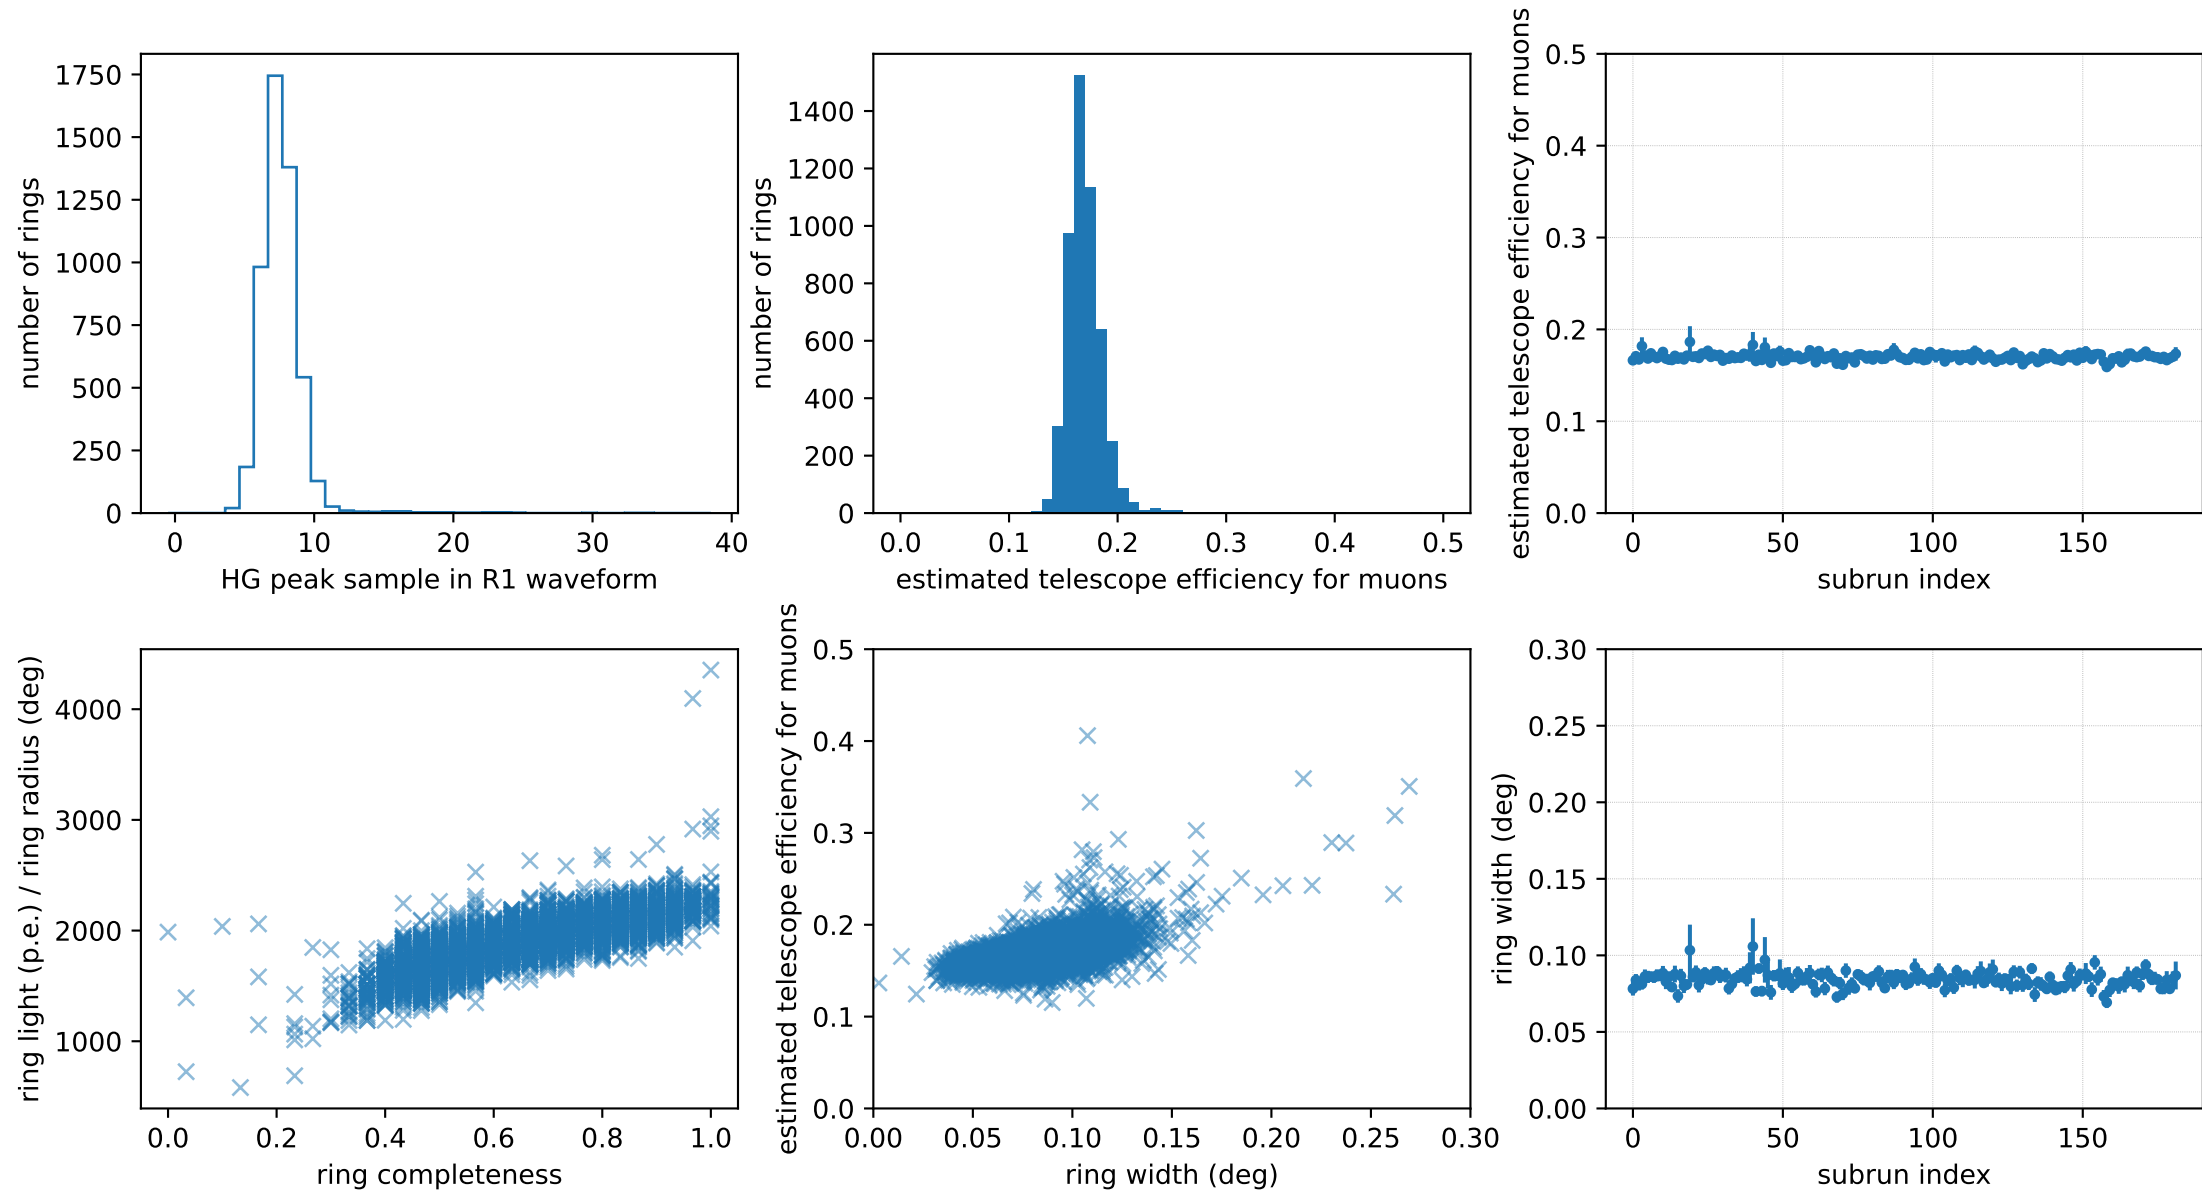 number of rings
1750
1500
1250
1000
750
500
250
0
0 10 20 30 40
HG peak sample in R1 waveform
number of rings
1400
1200
1000
800
600
400
200
0
0.0 0.1 0.2 0.3 0.4 0.5
estimated telescope efficiency for muons
estimated telescope efficiency for muons
0.5
0.4
0.3
0.2
0.1
0.0
0 50 100 150
subrun index
ring light (p.e.) / ring radius (deg)
4000
3000
2000
1000
0.0 0.2 0.4 0.6 0.8 1.0
ring completeness
estimated telescope efficiency for muons
0.5
0.4
0.3
0.2
0.1
0.0
0.00 0.05 0.10 0.15 0.20 0.25 0.30
ring width (deg)
ring width (deg)
0.30
0.25
0.20
0.15
0.10
0.05
0.00
0 50 100 150
subrun index